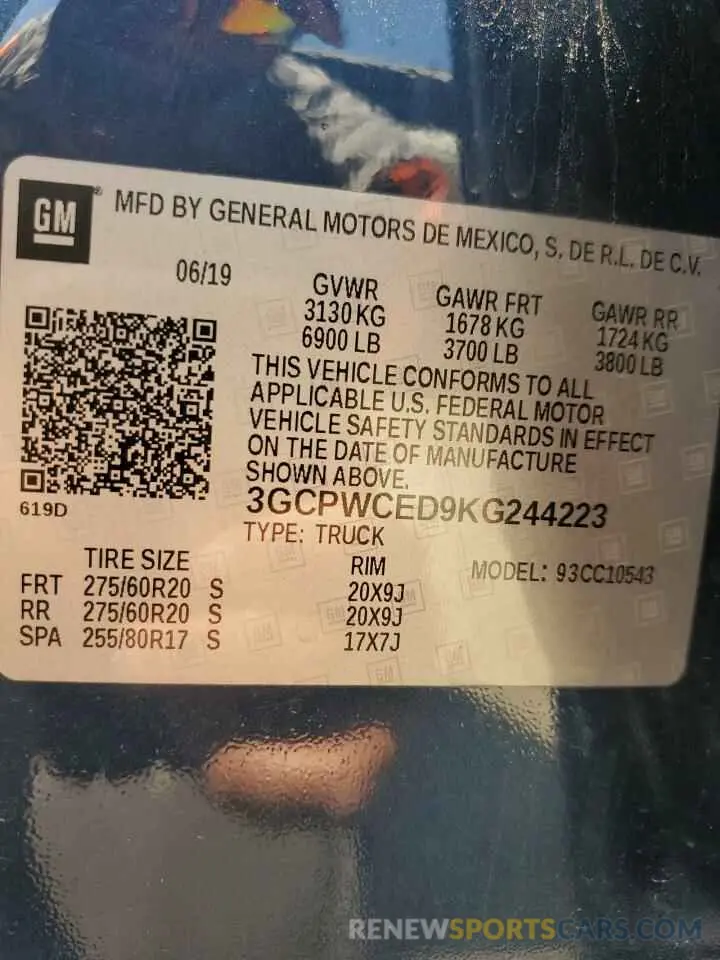 GM ® MFD BY GENERAL MOTORS DE MEXICO, S. DE R.L. DE C.V.
06/19
GVWR GAWR FRT GAWR RR
3130 KG 1678 KG 1724 KG
6900 LB 3700 LB 3800 LB
THIS VEHICLE CONFORMS TO ALL
APPLICABLE U.S. FEDERAL MOTOR
VEHICLE SAFETY STANDARDS IN EFFECT
ON THE DATE OF MANUFACTURE
SHOWN ABOVE.
619D
3GCPWCED9KG244223
TYPE: TRUCK
TIRE SIZE RIM MODEL: 93CC10543
FRT 275/60R20 S 20X9J
RR 275/60R20 S 20X9J
SPA 255/80R17 S 17X7J
RENEWSPORTSCARS.COM